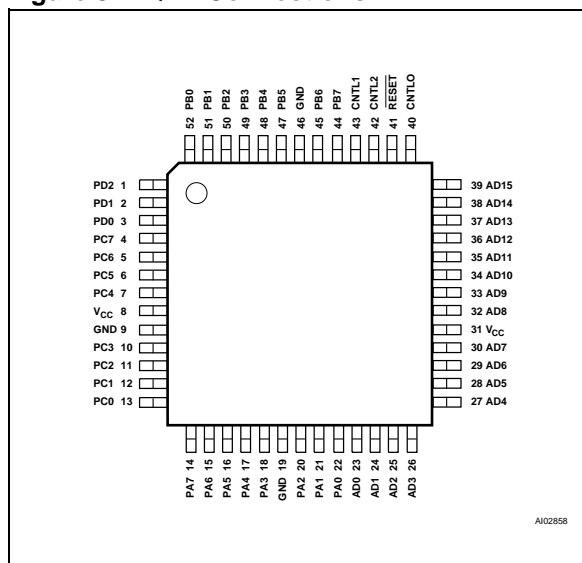 PB0
PB1
PB2
PB3
PB4
PB5
GND
PB6
PB7
CNTL1
CNTL2
RESET
CNTL0
52
51
50
49
48
47
46
45
44
43
42
41
40
PD2 1
PD1 2
PD0 3
PC7 4
PC6 5
PC5 6
PC4 7
VCC 8
GND 9
PC3 10
PC2 11
PC1 12
PC0 13
39 AD15
38 AD14
37 AD13
36 AD12
35 AD11
34 AD10
33 AD9
32 AD8
31 VCC
30 AD7
29 AD6
28 AD5
27 AD4
PA7 14
PA6 15
PA5 16
PA4 17
PA3 18
GND 19
PA2 20
PA1 21
PA0 22
AD0 23
AD1 24
AD2 25
AD3 26
AI02858